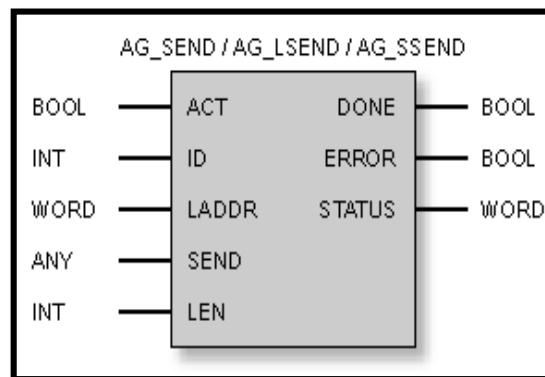 AG_SEND / AG_LSEND / AG_SSEND
BOOL ACT DONE BOOL
INT ID ERROR BOOL
WORD LADDR STATUS WORD
ANY SEND
INT LEN